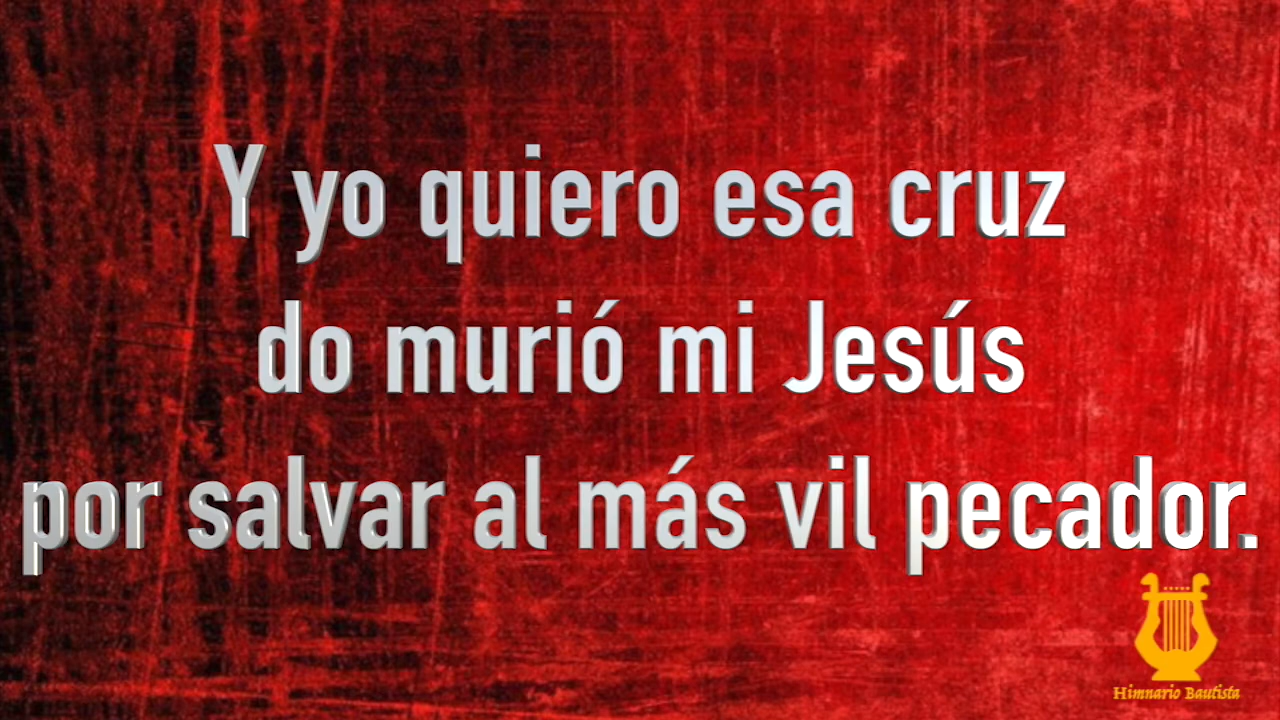 Y yo quiero esa cruz
do murió mi Jesús
por salvar al más vil pecador.
Himnario Bautista